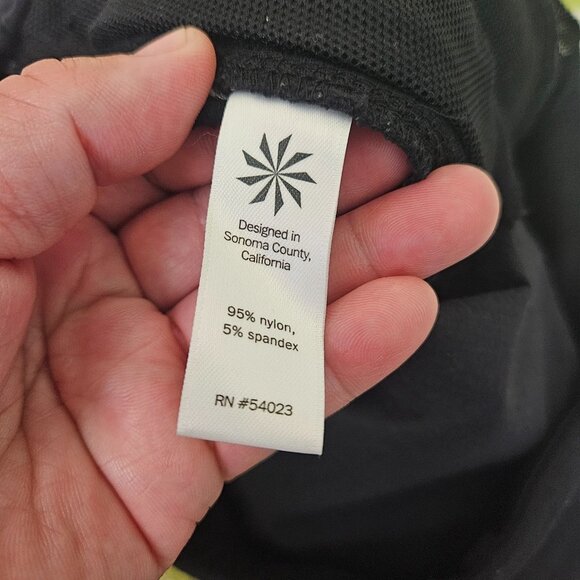 Designed in
Sonoma County,
California
95% nylon,
5% spandex
RN #54023